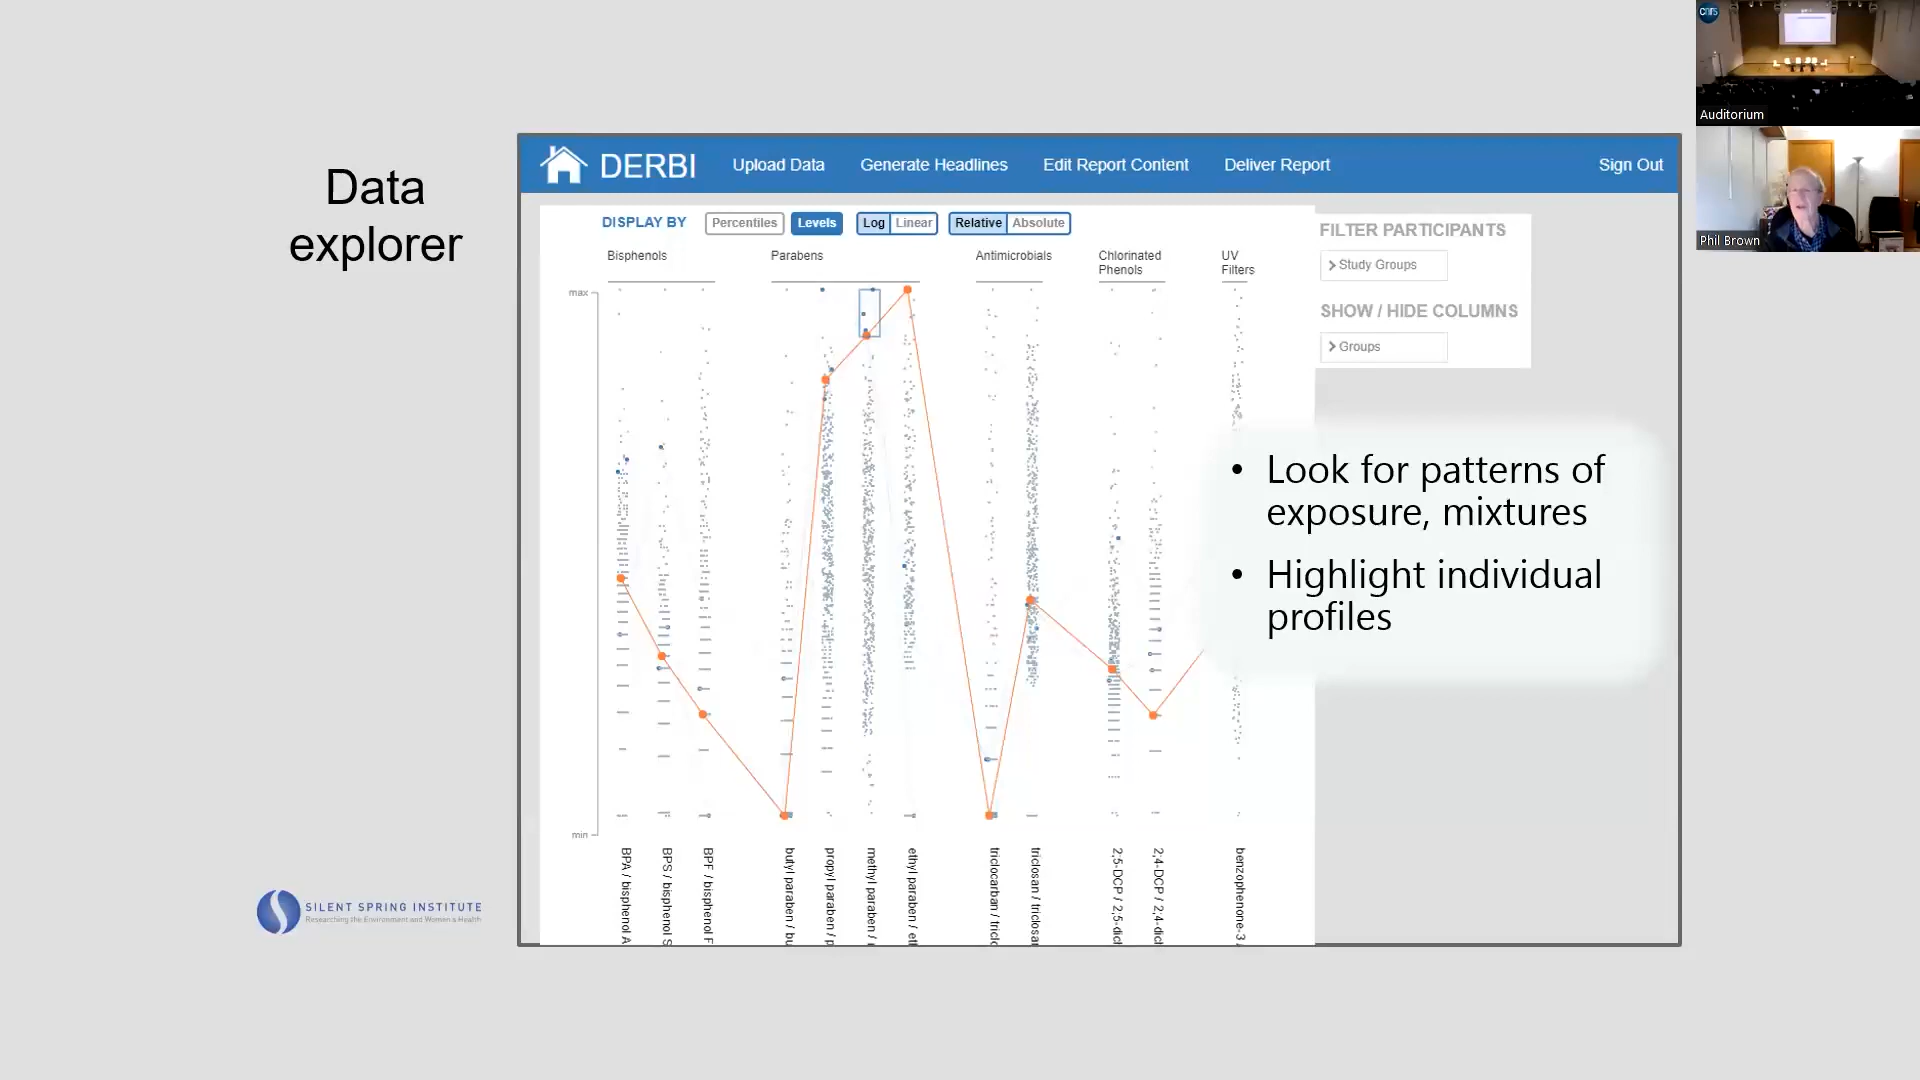 Data
explorer
DERBI
Upload Data
Generate Headlines
Edit Report Content
Deliver Report
Sign Out
DISPLAY BY
Percentiles
Levels
Log
Linear
Relative
Absolute
Bisphenols
Parabens
Antimicrobials
Chlorinated
Phenols
UV
Filters
max
min
BPA / bisphenol A
BPS / bisphenol S
BPF / bisphenol F
butyl paraben / bu
propyl paraben / p
methyl paraben /
ethyl paraben / et
triclocarban / triclo
triclosan / triclosa
2,5-DCP / 2,5-dicl
2,4-DCP / 2,4-dicl
benzophenone-3
FILTER PARTICIPANTS
Study Groups
SHOW / HIDE COLUMNS
Groups
• Look for patterns of
exposure, mixtures
• Highlight individual
profiles
SILENT SPRING INSTITUTE
Researching the Environment and Women's Health
cnrs
Auditorium
Phil Brown